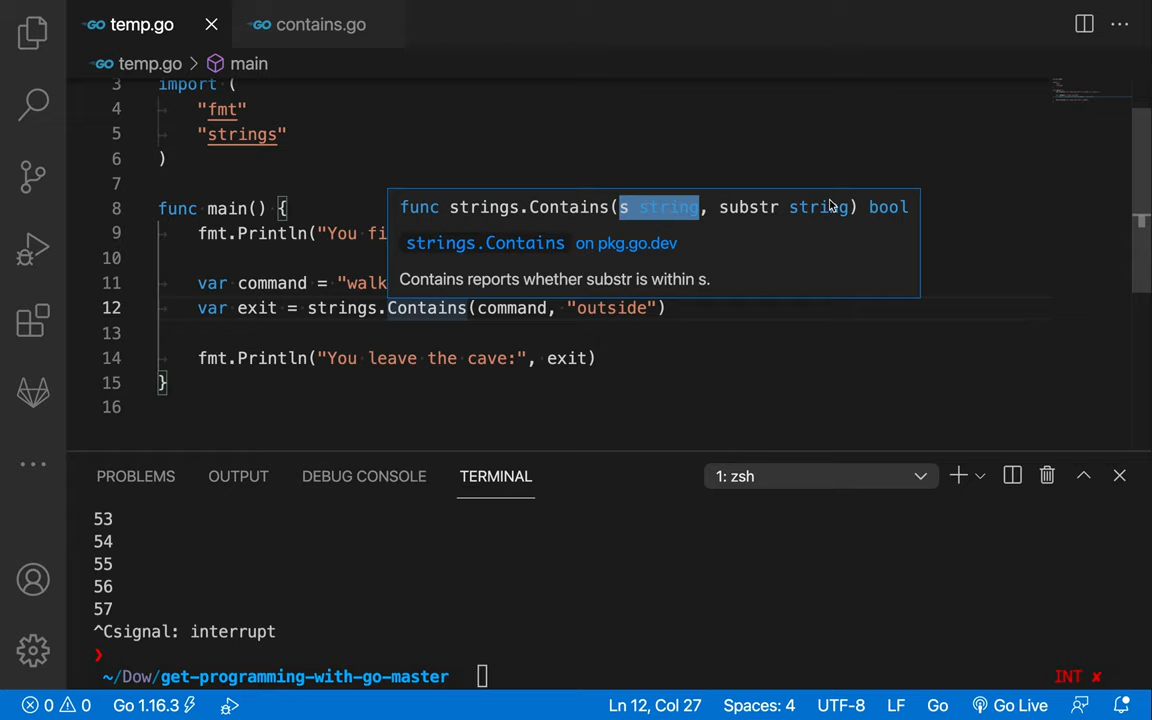 GO temp.go GO contains.go
GO temp.go > main
3 import (
4 "fmt"
5 "strings"
6 )
7
8 func main() {
9 fmt.Println("You fi
10
11 var command = "walk
12 var exit = strings.Contains(command, "outside")
13
14 fmt.Println("You leave the cave:", exit)
15 }
16
func strings.Contains(s string, substr string) bool
strings.Contains on pkg.go.dev
Contains reports whether substr is within s.
PROBLEMS OUTPUT DEBUG CONSOLE TERMINAL 1: zsh
53
54
55
56
57
^Csignal: interrupt
❯
~/Dow/get-programming-with-go-master INT ✘
0 0 Go 1.16.3 Ln 12, Col 27 Spaces: 4 UTF-8 LF Go Go Live